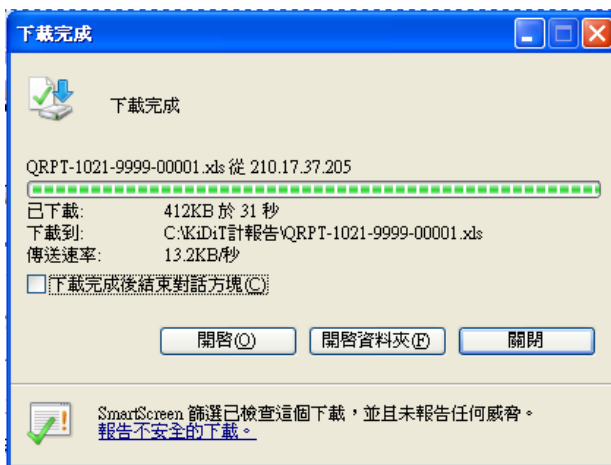 下載完成
下載完成
QRPT-1021-9999-00001.xls 從 210.17.37.205
已下載: 412KB 於 31 秒
下載到: C:\KiDiT計報告\QRPT-1021-9999-00001.xls
傳送速率: 13.2KB/秒
下載完成後結束對話方塊(C)
開啓(O) 開啓資料夾(F) 關閉
SmartScreen 篩選已檢查這個下載,並且未報告任何威脅。
報告不安全的下載。